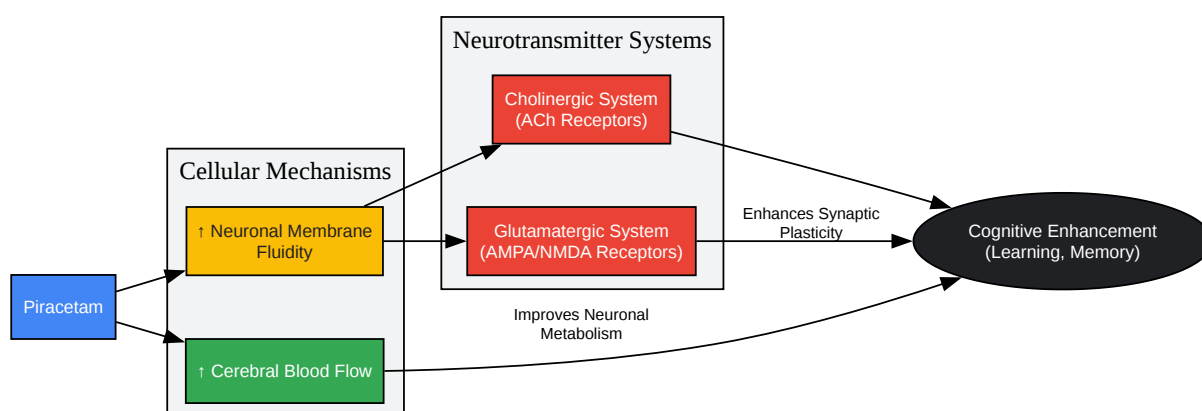 Neurotransmitter Systems
Cholinergic System
(ACh Receptors)
Cellular Mechanisms
↑ Neuronal Membrane
Fluidity
Glutamatergic System
(AMPA/NMDA Receptors)
Enhances Synaptic
Plasticity
Cognitive Enhancement
(Learning, Memory)
Piracetam
Improves Neuronal
Metabolism
↑ Cerebral Blood Flow